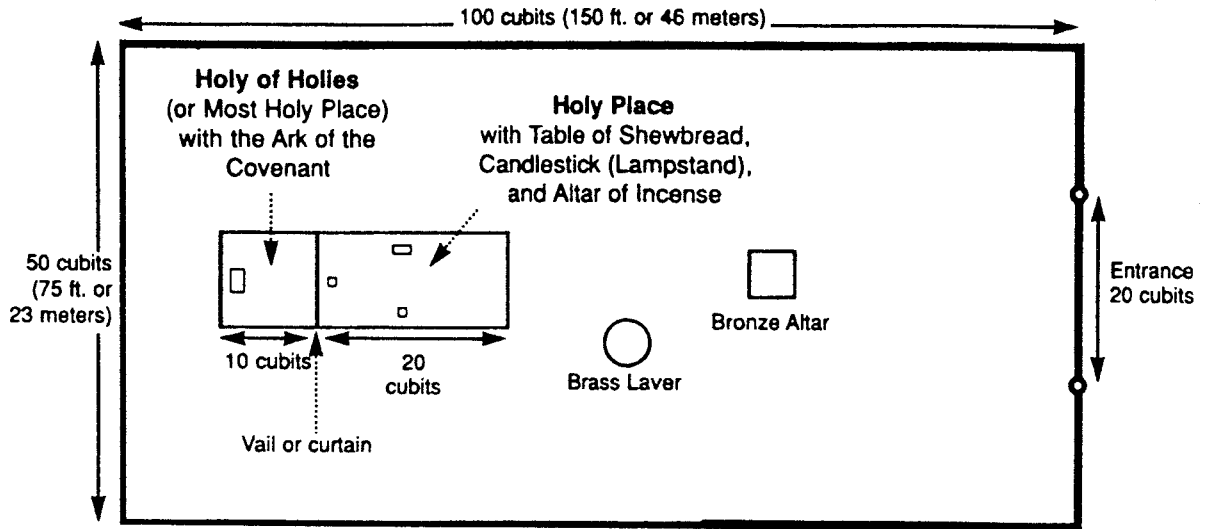 100 cubits (150 ft. or 46 meters)
Holy of Holies
(or Most Holy Place)
with the Ark of the
Covenant
Holy Place
with Table of Shewbread,
Candlestick (Lampstand),
and Altar of Incense
50 cubits
(75 ft. or
23 meters)
Entrance
20 cubits
Bronze Altar
Brass Laver
10 cubits
20
cubits
Vail or curtain